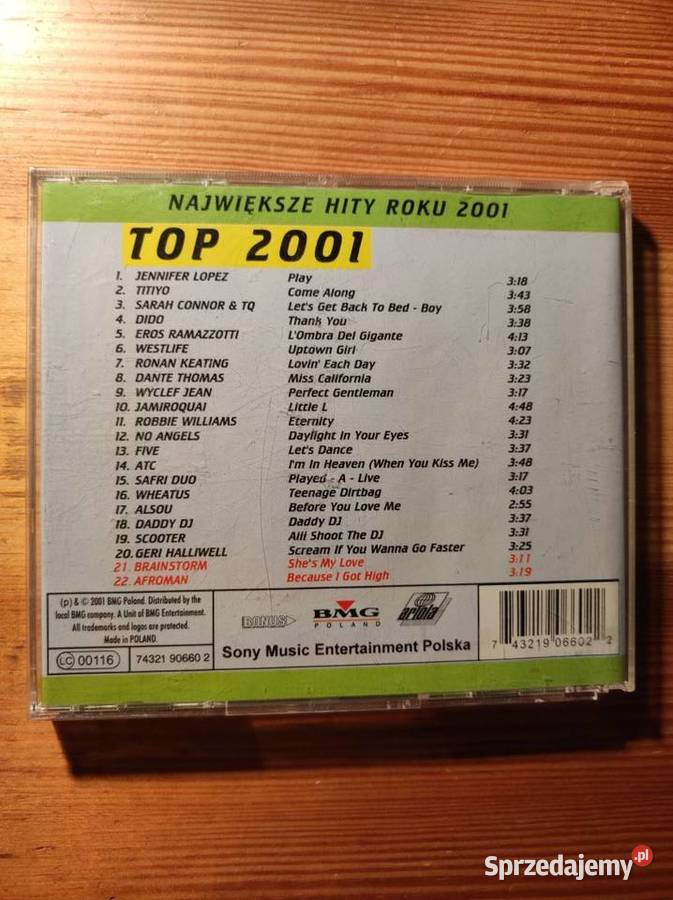 NAJWIĘKSZE HITY ROKU 2001
TOP 2001
1. JENNIFER LOPEZ Play 3:18
2. TITIYO Come Along 3:43
3. SARAH CONNOR & TQ Let's Get Back To Bed - Boy 3:58
4. DIDO Thank You 3:38
5. EROS RAMAZZOTTI L'Ombra Del Gigante 4:13
6. WESTLIFE Uptown Girl 3:07
7. RONAN KEATING Lovin' Each Day 3:32
8. DANTE THOMAS Miss California 3:23
9. WYCLEF JEAN Perfect Gentleman 3:17
10. JAMIROQUAI Little L 4:48
11. ROBBIE WILLIAMS Eternity 4:23
12. NO ANGELS Daylight In Your Eyes 3:31
13. FIVE Let's Dance 3:37
14. ATC I'm In Heaven (When You Kiss Me) 3:48
15. SAFRI DUO Played - A - Live 3:17
16. WHEATUS Teenage Dirtbag 4:03
17. ALSOU Before You Love Me 2:55
18. DADDY DJ Daddy DJ 3:37
19. SCOOTER Aiii Shoot The DJ 3:31
20. GERI HALLIWELL Scream If You Wanna Go Faster 3:25
21. BRAINSTORM She's My Love 3:11
22. AFROMAN Because I Got High 3:19
(p) & © 2001 BMG Poland. Distributed by the
local BMG company. A Unit of BMG Entertainment.
All trademarks and logos are protected.
Made in POLAND.
LC 00116 74321 90660 2
BONUS BMG POLAND ariola
Sony Music Entertainment Polska
7 43219 06602 2
Sprzedajemy.pl